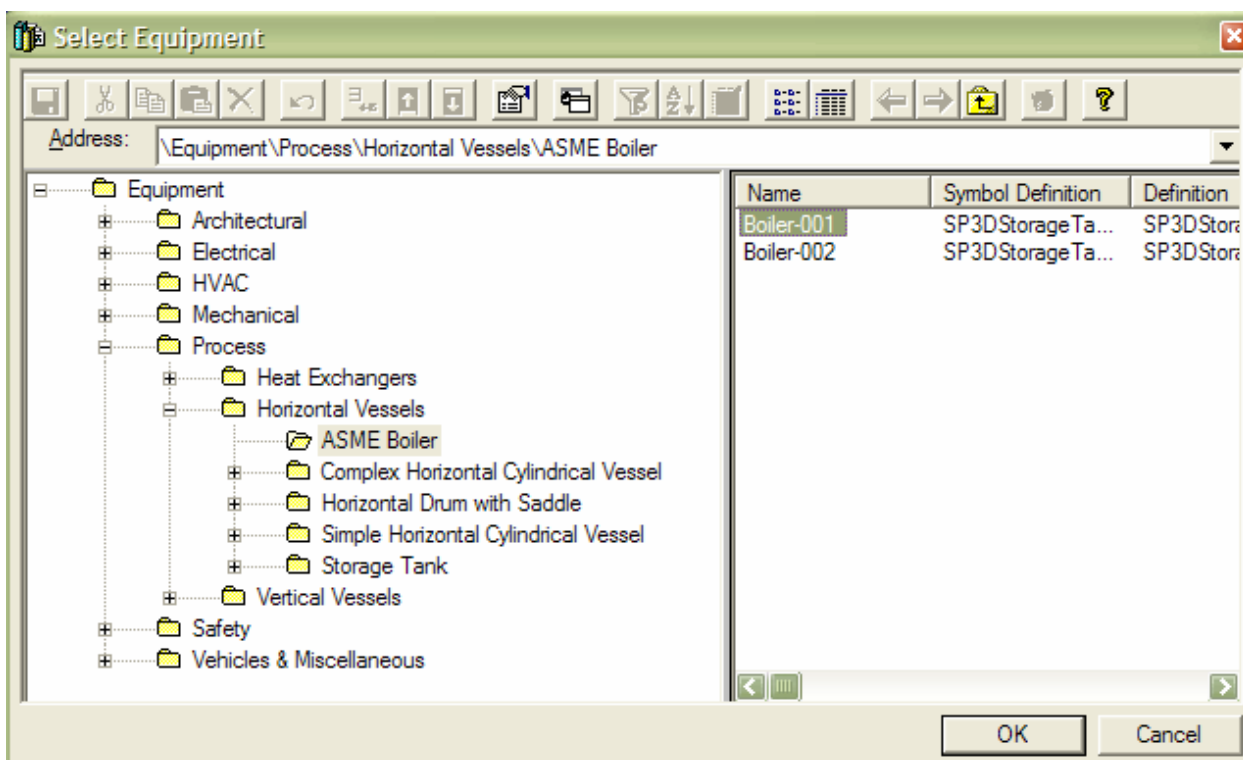 Select Equipment
Address: \Equipment\Process\Horizontal Vessels\ASME Boiler
Equipment
Architectural
Electrical
HVAC
Mechanical
Process
Heat Exchangers
Horizontal Vessels
ASME Boiler
Complex Horizontal Cylindrical Vessel
Horizontal Drum with Saddle
Simple Horizontal Cylindrical Vessel
Storage Tank
Vertical Vessels
Safety
Vehicles & Miscellaneous
Name Symbol Definition Definition
Boiler-001 SP3DStorageTa... SP3DStora
Boiler-002 SP3DStorageTa... SP3DStora
OK Cancel